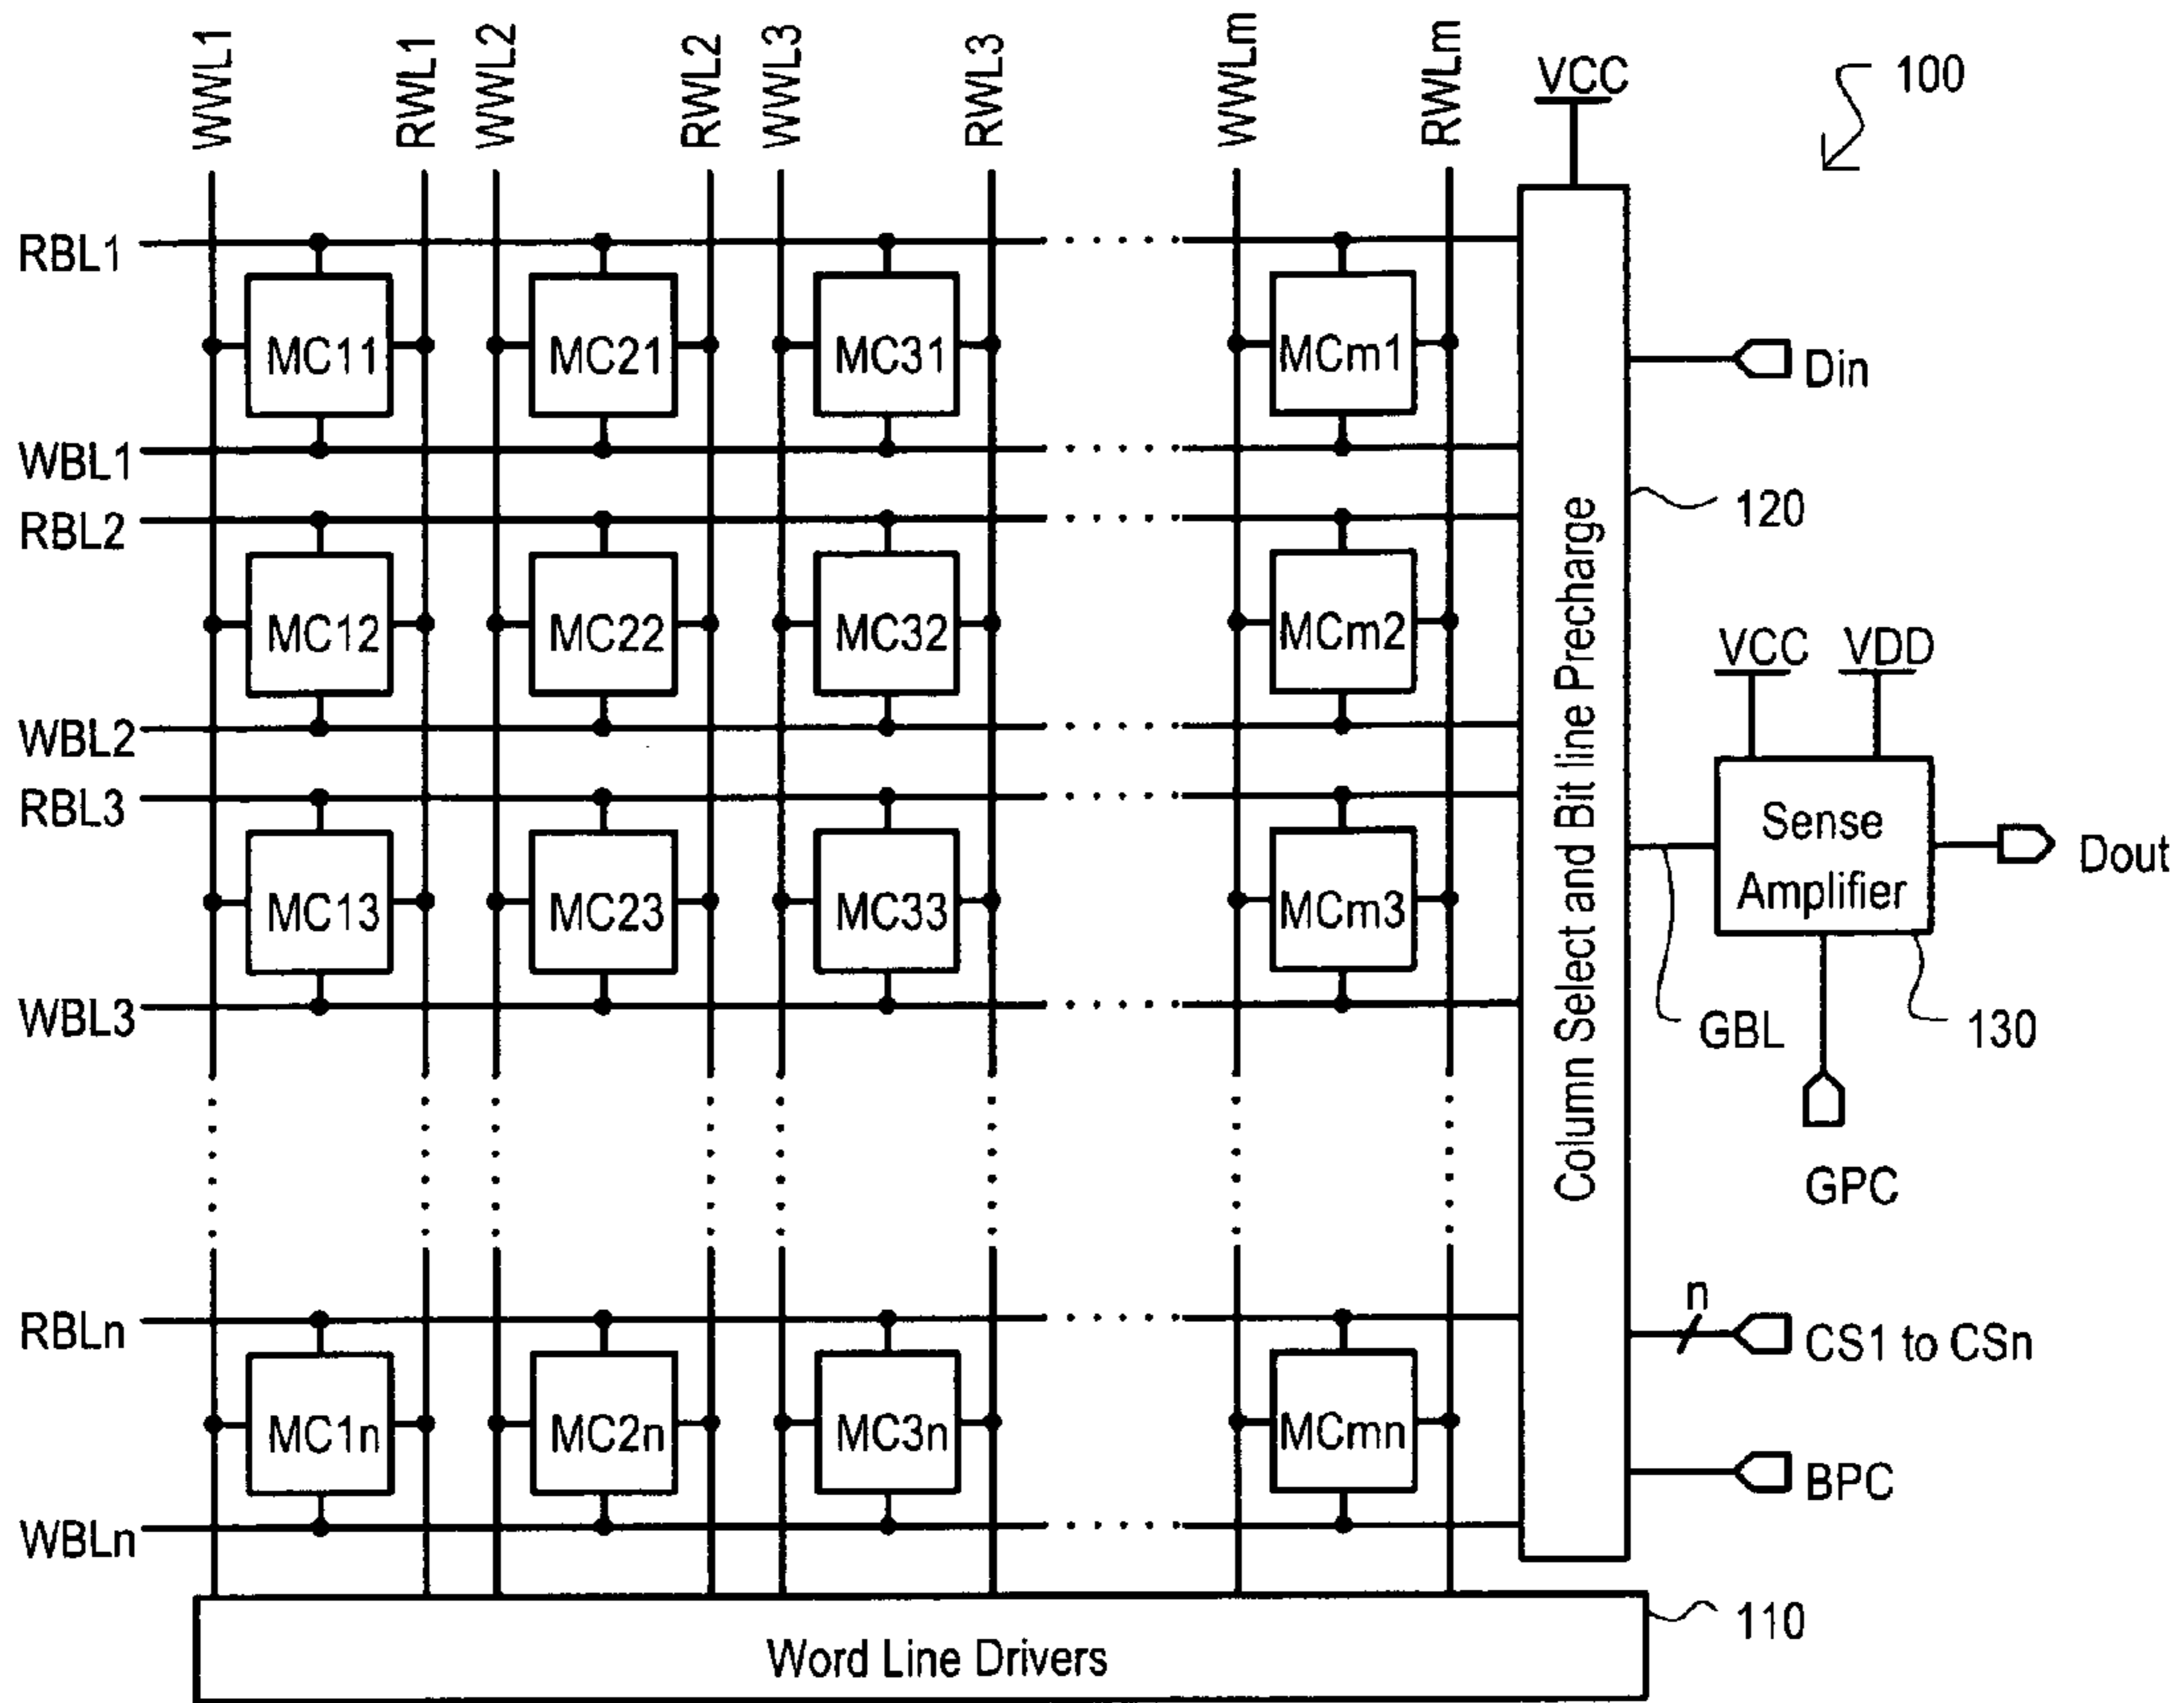 WWL1 RWL1 WWL2 RWL2 WWL3 RWL3 WWLm RWLm
VCC
100
RBL1
MC11 MC21 MC31 MCm1
Din
WBL1
RBL2
120
MC12 MC22 MC32 MCm2
VCC VDD
WBL2
RBL3
Sense
Amplifier
Dout
MC13 MC23 MC33 MCm3
WBL3
GBL
130
Column Select and Bit line Precharge
GPC
n
RBLn
CS1 to CSn
MC1n MC2n MC3n MCmn
BPC
WBLn
110
Word Line Drivers